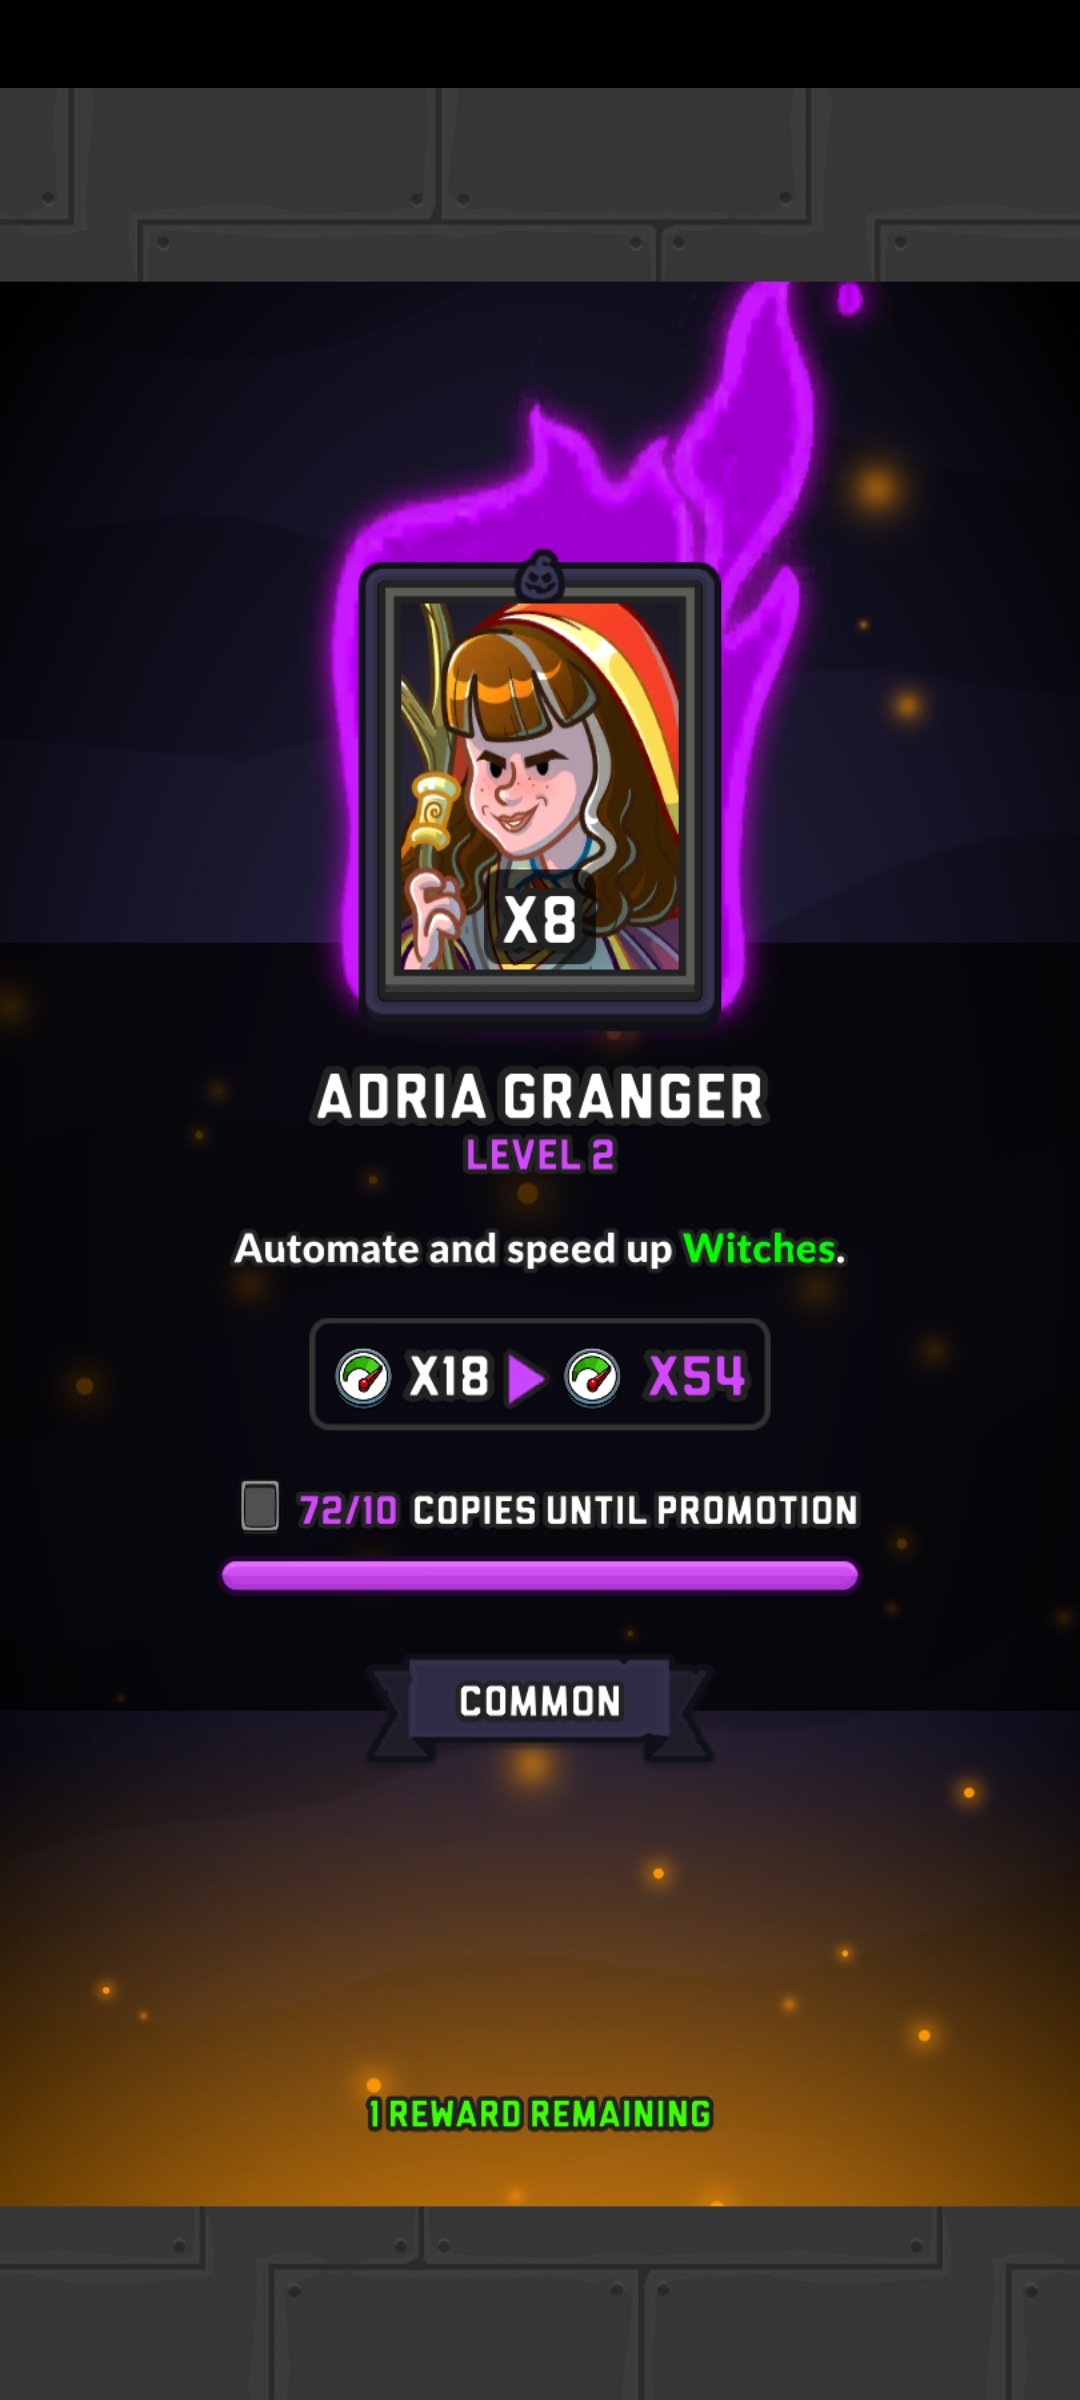 X8
ADRIA GRANGER
LEVEL 2
Automate and speed up Witches.
X18 X54
72/10 COPIES UNTIL PROMOTION
COMMON
1 REWARD REMAINING